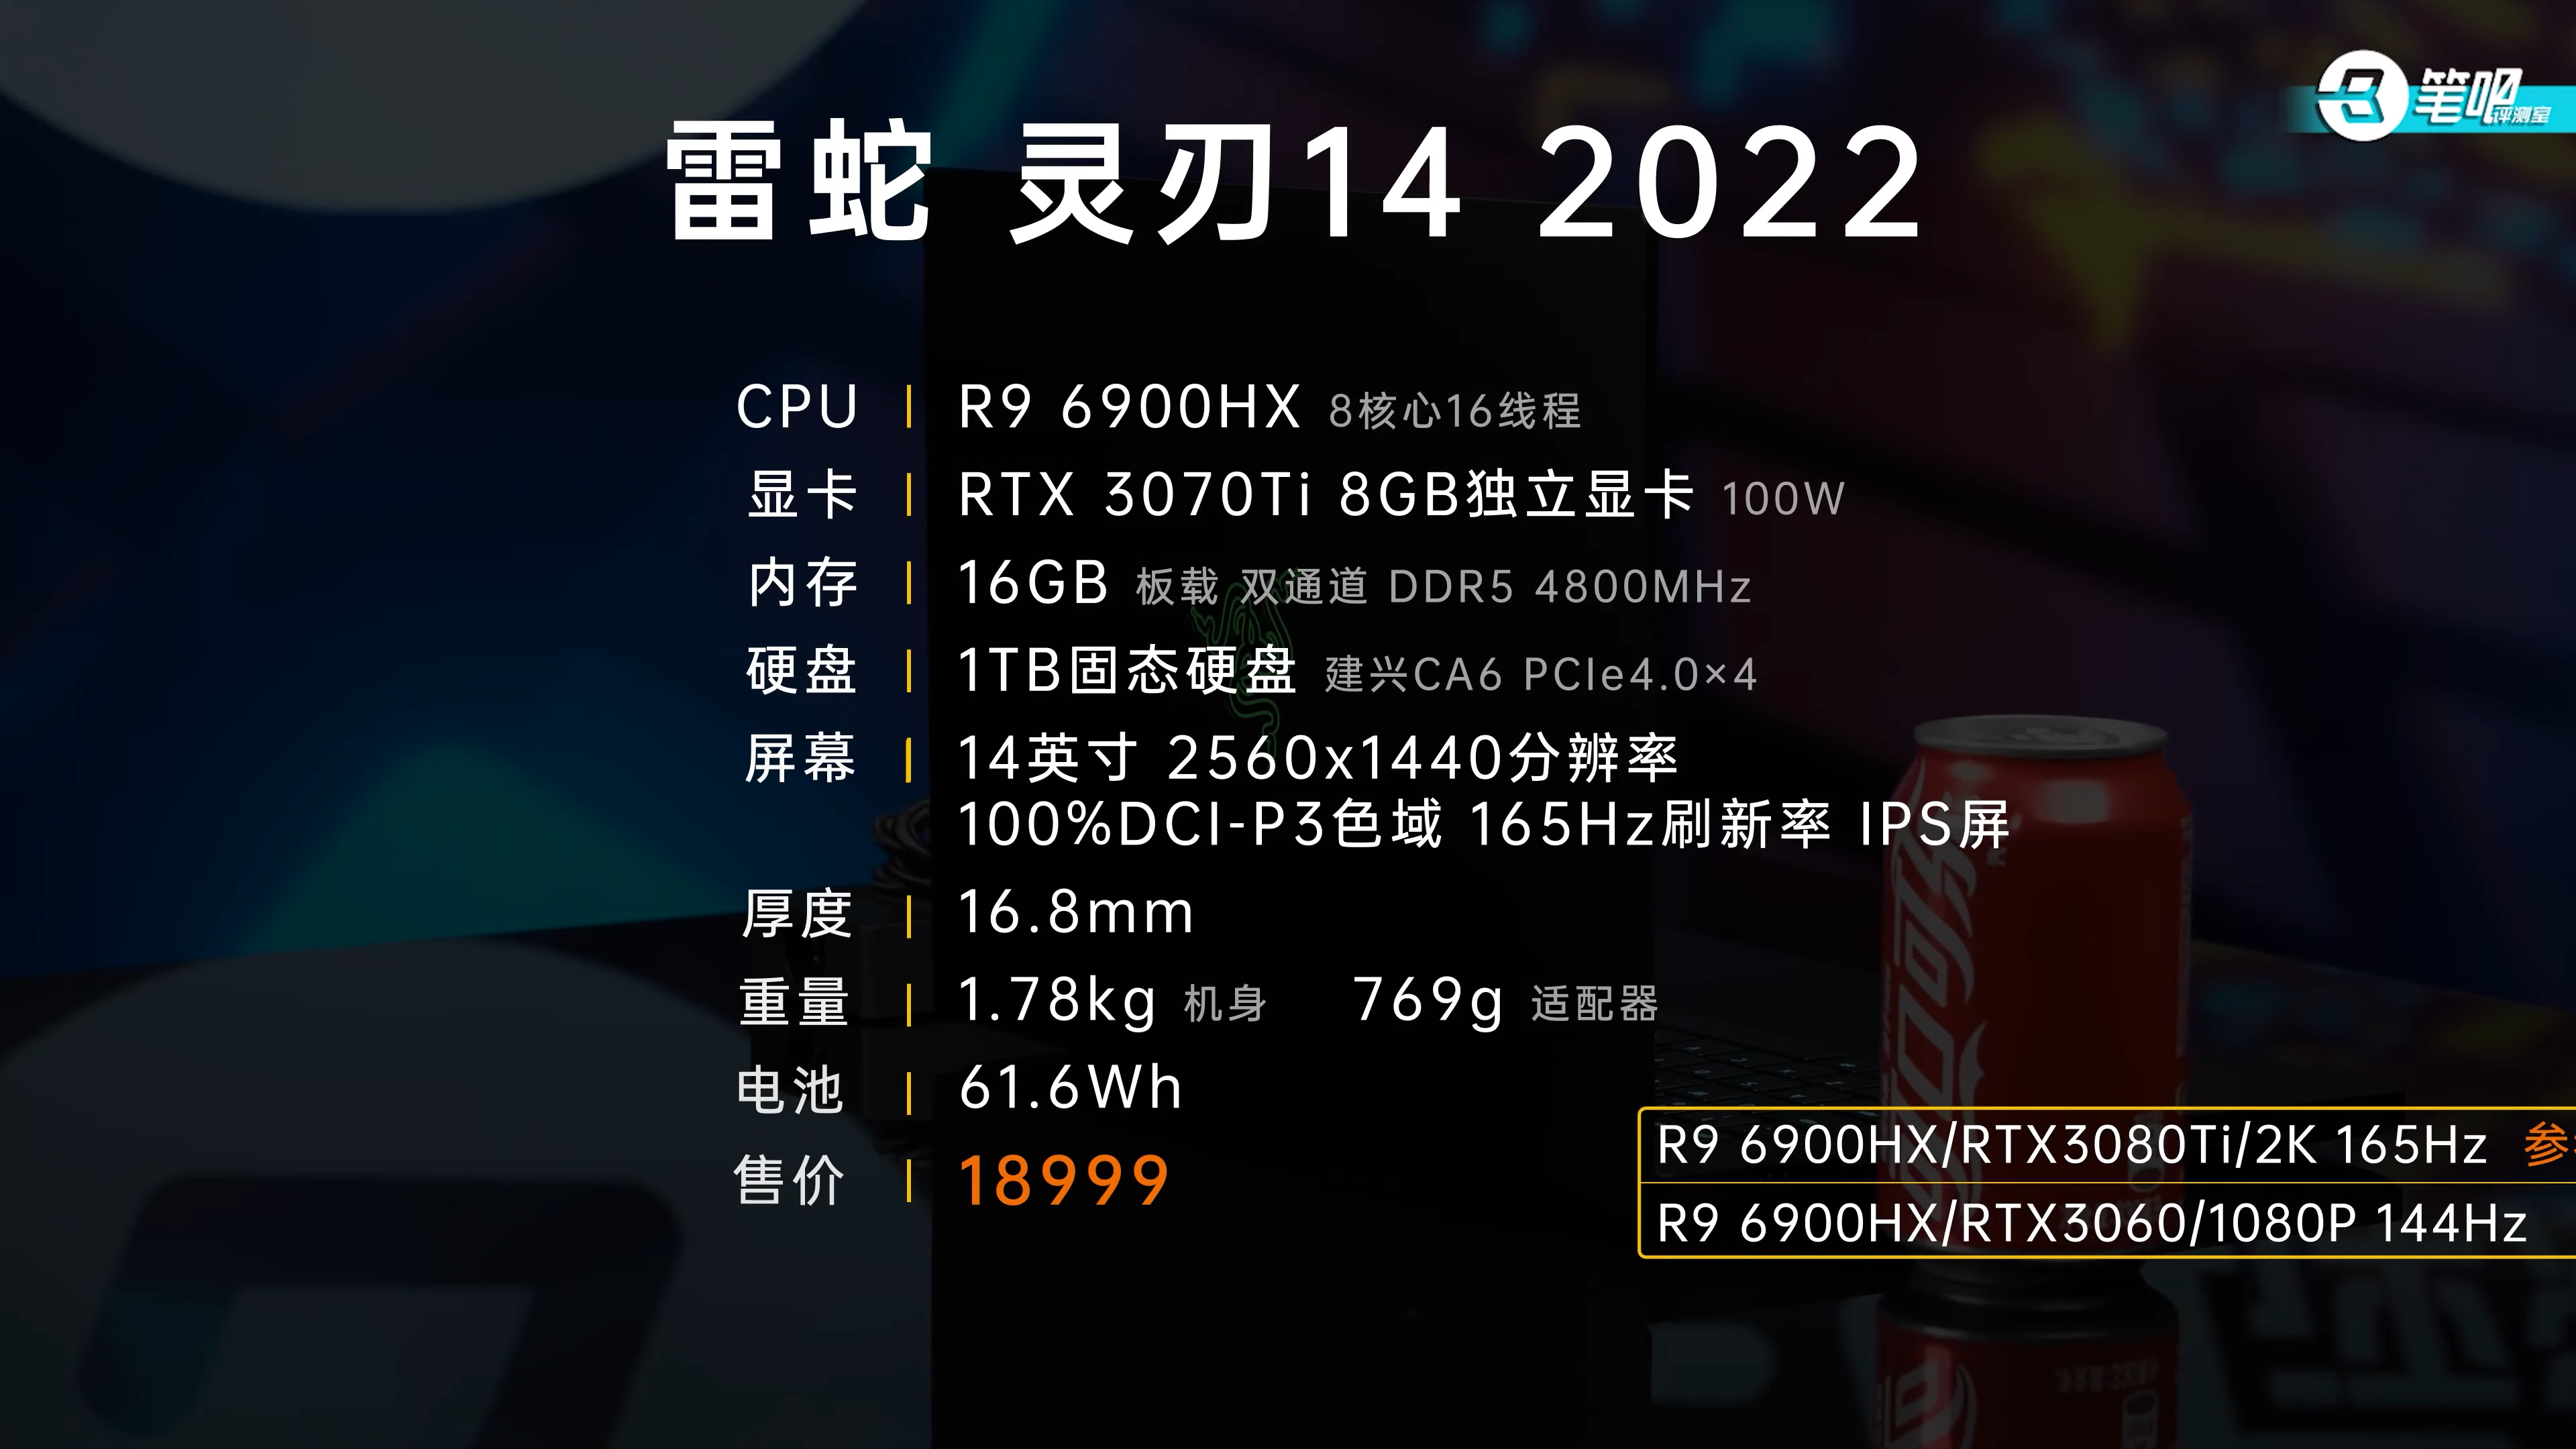 笔吧评测室
雷蛇 灵刃14 2022
CPU | R9 6900HX 8核心16线程
显卡 | RTX 3070Ti 8GB独立显卡 100W
内存 | 16GB 板载 双通道 DDR5 4800MHz
硬盘 | 1TB固态硬盘 建兴CA6 PCIe4.0×4
屏幕 | 14英寸 2560x1440分辨率
100%DCI-P3色域 165Hz刷新率 IPS屏
厚度 | 16.8mm
重量 | 1.78kg 机身 769g 适配器
电池 | 61.6Wh
售价 | 18999
R9 6900HX/RTX3080Ti/2K 165Hz
R9 6900HX/RTX3060/1080P 144Hz